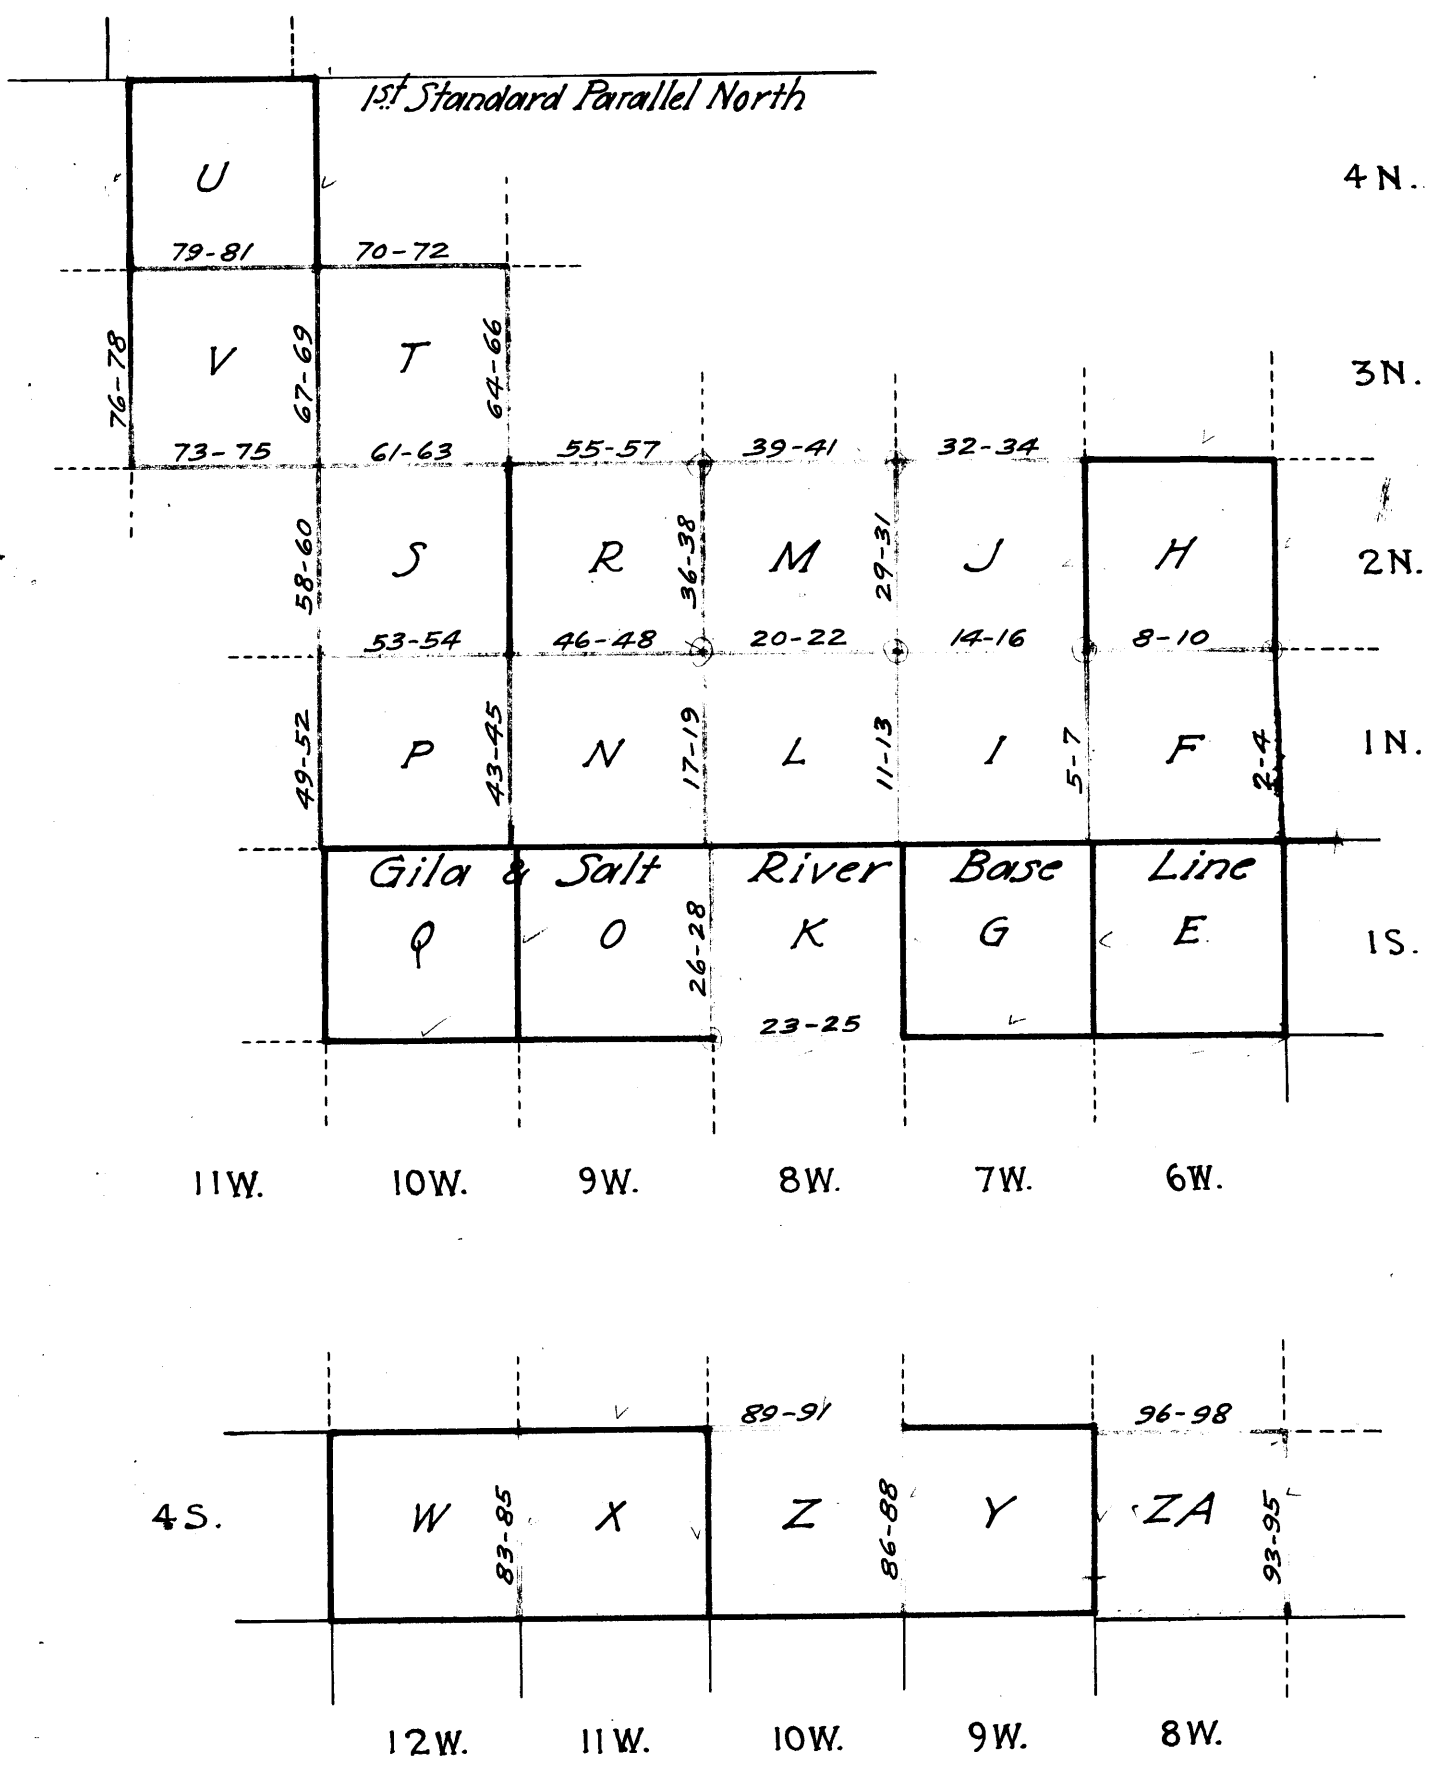 1st Standard Parallel North
U
4N.
79-81
70-72
76-78
V
67-69
T
64-66
3N.
73-75
61-63
55-57
39-41
32-34
58-60
S
R
36-38
M
29-31
J
H
2N.
53-54
46-48
20-22
14-16
8-10
49-52
P
43-45
N
17-19
L
11-13
I
5-7
F
2-4
1N.
Gila & Salt River Base Line
Q
O
26-28
K
G
E
1S.
23-25
11W.
10W.
9W.
8W.
7W.
6W.
89-91
96-98
4S.
W
83-85
X
Z
86-88
Y
ZA
93-95
12W.
11W.
10W.
9W.
8W.